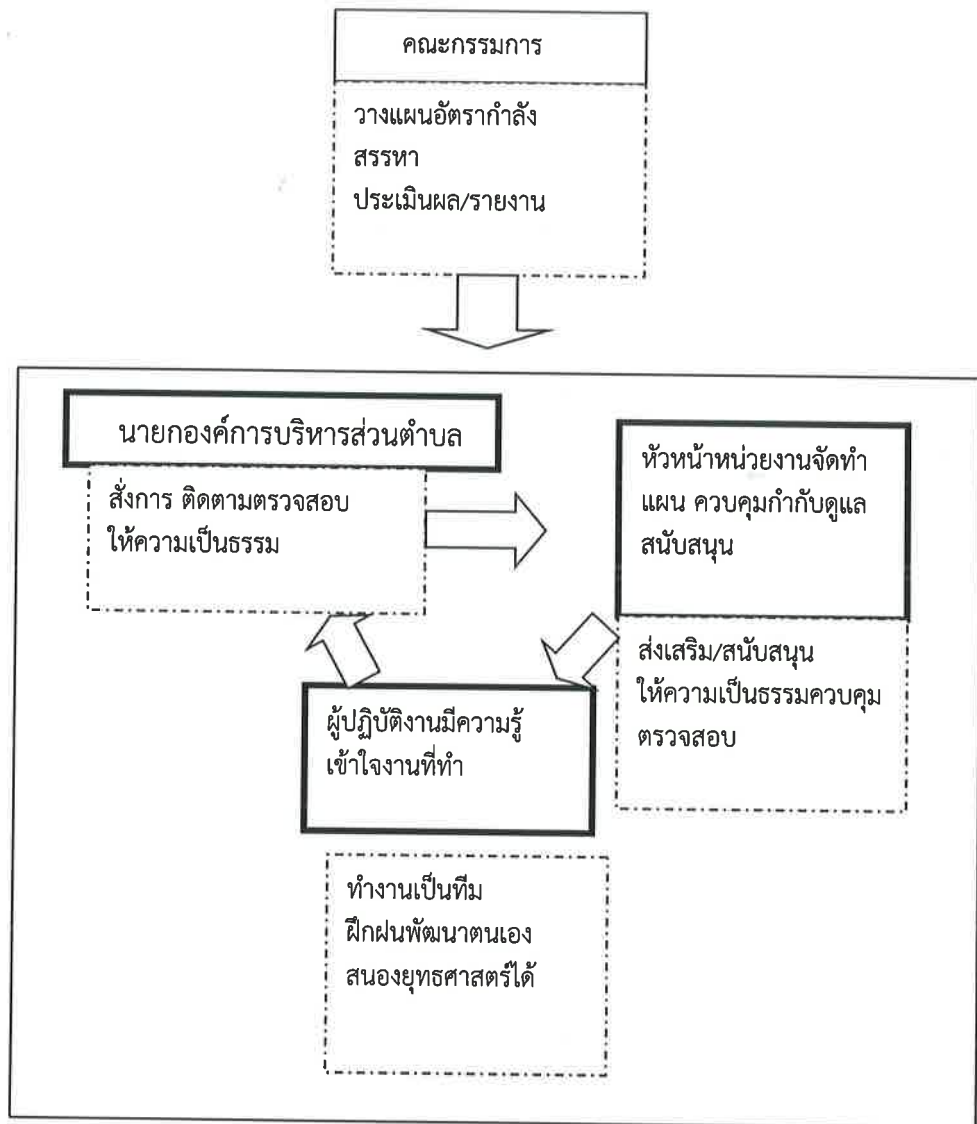 คณะกรรมการ
วางแผนอัตรากำลัง
สรรหา
ประเมินผล/รายงาน
นายกองค์การบริหารส่วนตำบล
สั่งการ ติดตามตรวจสอบ
ให้ความเป็นธรรม
หัวหน้าหน่วยงานจัดทำ
แผน ควบคุมกำกับดูแล
สนับสนุน
ส่งเสริม/สนับสนุน
ให้ความเป็นธรรมควบคุม
ตรวจสอบ
ผู้ปฏิบัติงานมีความรู้
เข้าใจงานที่ทำ
ทำงานเป็นทีม
ฝึกฝนพัฒนาตนเอง
สนองยุทธศาสตร์ได้